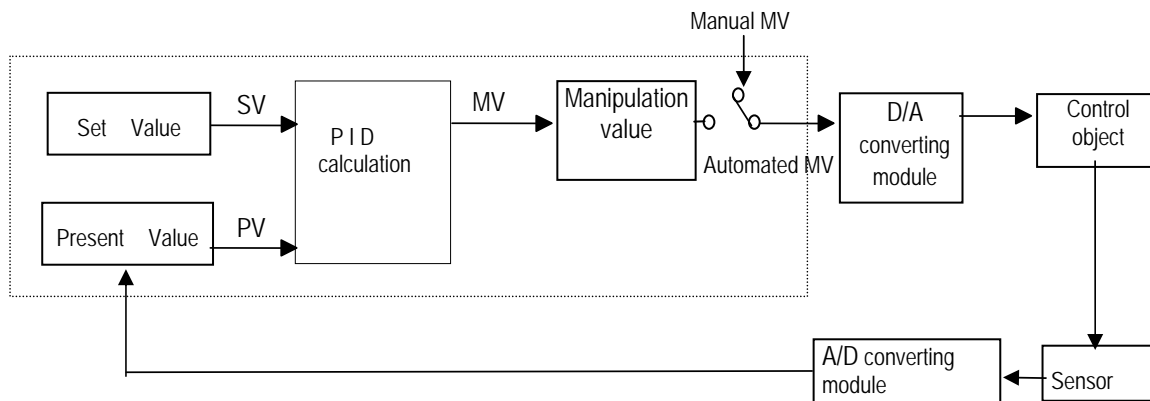 Manual MV
Set Value
SV
P I D
calculation
MV
Manipulation
value
Automated MV
D/A
converting
module
Control
object
Present Value
PV
A/D converting
module
Sensor